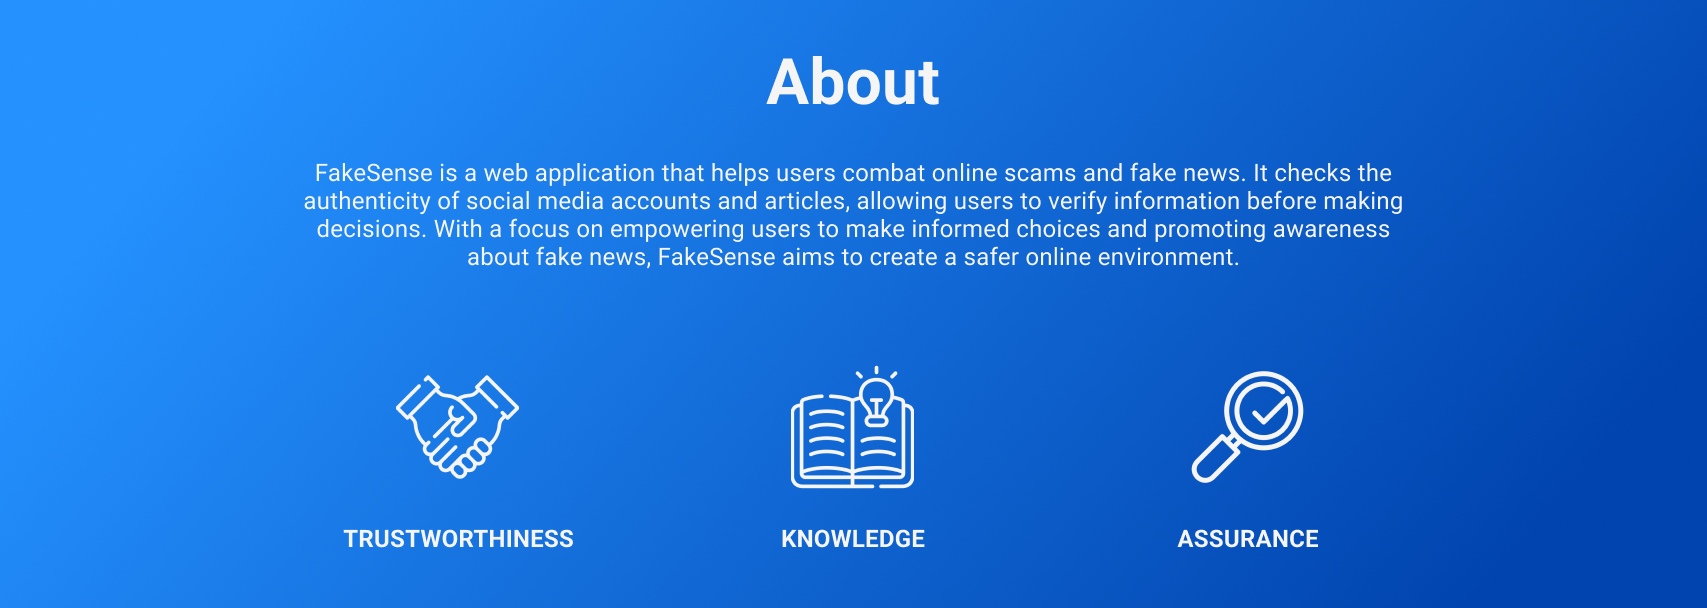 About
FakeSense is a web application that helps users combat online scams and fake news. It checks the
authenticity of social media accounts and articles, allowing users to verify information before making
decisions. With a focus on empowering users to make informed choices and promoting awareness
about fake news, FakeSense aims to create a safer online environment.
TRUSTWORTHINESS
KNOWLEDGE
ASSURANCE